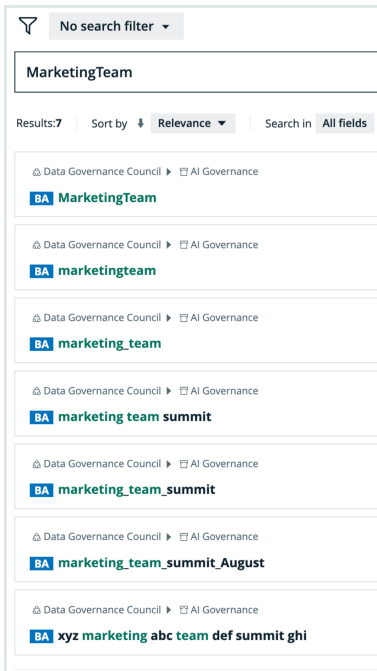 No search filter
MarketingTeam
Results:7 Sort by Relevance Search in All fields
Data Governance Council AI Governance
BA MarketingTeam
Data Governance Council AI Governance
BA marketingteam
Data Governance Council AI Governance
BA marketing_team
Data Governance Council AI Governance
BA marketing team summit
Data Governance Council AI Governance
BA marketing_team_summit
Data Governance Council AI Governance
BA marketing_team_summit_August
Data Governance Council AI Governance
BA xyz marketing abc team def summit ghi